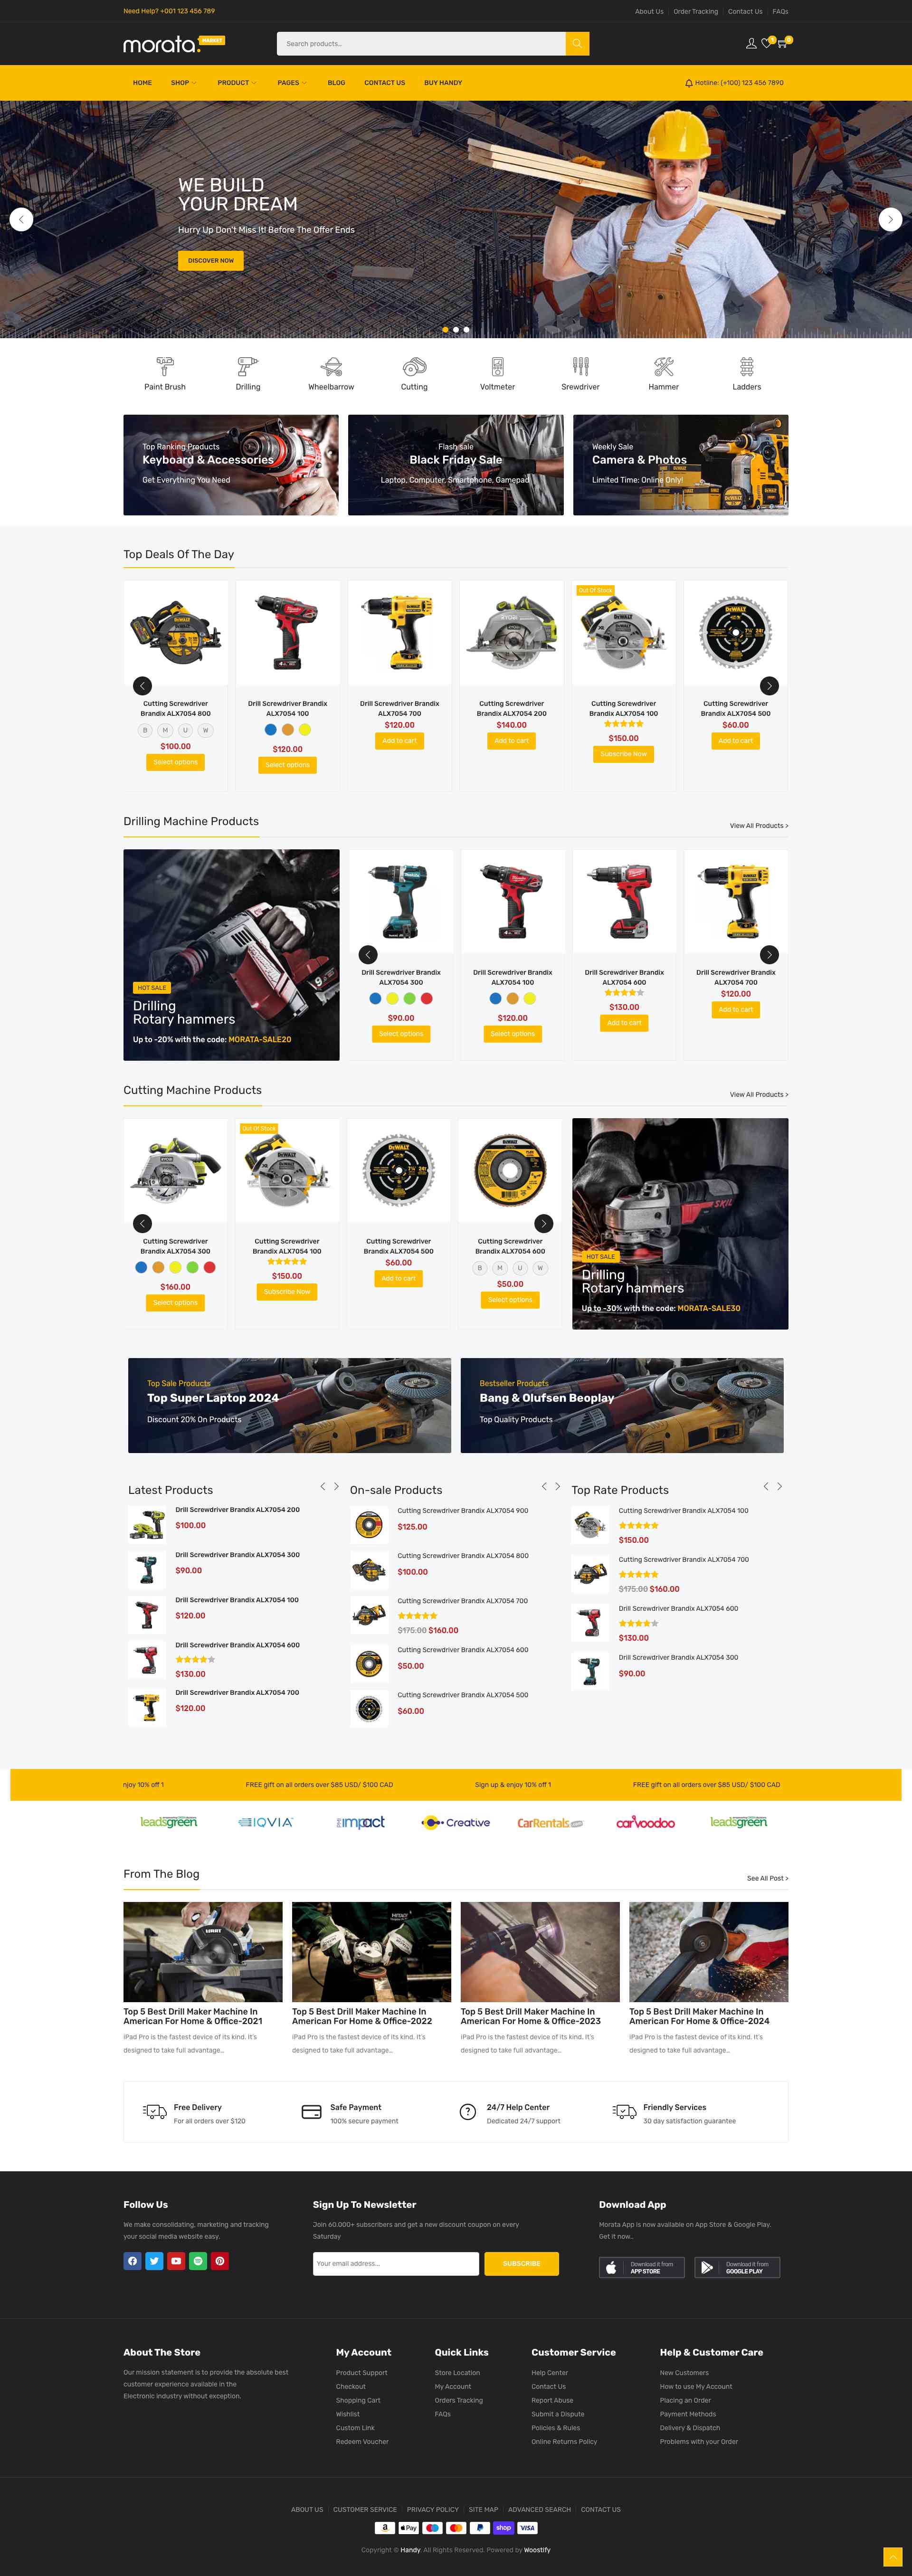 Need Help? +001 123 456 789
About Us
Order Tracking
Contact Us
FAQs
morata MARKET
Search products...
1
0
HOME
SHOP
PRODUCT
PAGES
BLOG
CONTACT US
BUY HANDY
Hotline: (+100) 123 456 7890
WE BUILD
YOUR DREAM
Hurry Up Don't Miss It! Before The Offer Ends
DISCOVER NOW
Paint Brush
Drilling
Wheelbarrow
Cutting
Voltmeter
Srewdriver
Hammer
Ladders
Top Ranking Products
Keyboard & Accessories
Get Everything You Need
Flash sale
Black Friday Sale
Laptop, Computer, Smartphone, Gamepad
Weekly Sale
Camera & Photos
Limited Time: Online Only!
Top Deals Of The Day
Cutting Screwdriver
Brandix ALX7054 800
B M U W
$100.00
Select options
Drill Screwdriver Brandix
ALX7054 100
$120.00
Select options
Drill Screwdriver Brandix
ALX7054 700
$120.00
Add to cart
Cutting Screwdriver
Brandix ALX7054 200
$140.00
Add to cart
Out Of Stock
Cutting Screwdriver
Brandix ALX7054 100
$150.00
Subscribe Now
Cutting Screwdriver
Brandix ALX7054 500
$60.00
Add to cart
Drilling Machine Products
View All Products >
HOT SALE
Drilling
Rotary hammers
Up to -20% with the code: MORATA-SALE20
Drill Screwdriver Brandix
ALX7054 300
$90.00
Select options
Drill Screwdriver Brandix
ALX7054 100
$120.00
Select options
Drill Screwdriver Brandix
ALX7054 600
$130.00
Add to cart
Drill Screwdriver Brandix
ALX7054 700
$120.00
Add to cart
Cutting Machine Products
View All Products >
Cutting Screwdriver
Brandix ALX7054 300
$160.00
Select options
Out Of Stock
Cutting Screwdriver
Brandix ALX7054 100
$150.00
Subscribe Now
Cutting Screwdriver
Brandix ALX7054 500
$60.00
Add to cart
Cutting Screwdriver
Brandix ALX7054 600
B M U W
$50.00
Select options
SKIL
HOT SALE
Drilling
Rotary hammers
Up to -30% with the code: MORATA-SALE30
Top Sale Products
Top Super Laptop 2024
Discount 20% On Products
Bestseller Products
Bang & Olufsen Beoplay
Top Quality Products
Latest Products
Drill Screwdriver Brandix ALX7054 200
$100.00
Drill Screwdriver Brandix ALX7054 300
$90.00
Drill Screwdriver Brandix ALX7054 100
$120.00
Drill Screwdriver Brandix ALX7054 600
$130.00
Drill Screwdriver Brandix ALX7054 700
$120.00
On-sale Products
Cutting Screwdriver Brandix ALX7054 900
$125.00
Cutting Screwdriver Brandix ALX7054 800
$100.00
Cutting Screwdriver Brandix ALX7054 700
$175.00 $160.00
Cutting Screwdriver Brandix ALX7054 600
$50.00
Cutting Screwdriver Brandix ALX7054 500
$60.00
Top Rate Products
Cutting Screwdriver Brandix ALX7054 100
$150.00
Cutting Screwdriver Brandix ALX7054 700
$175.00 $160.00
Drill Screwdriver Brandix ALX7054 600
$130.00
Drill Screwdriver Brandix ALX7054 300
$90.00
njoy 10% off 1
FREE gift on all orders over $85 USD/ $100 CAD
Sign up & enjoy 10% off 1
FREE gift on all orders over $85 USD/ $100 CAD
leadsgreen
IQVIA
impact
Creative
CarRentals
carvoodoo
leadsgreen
From The Blog
See All Post >
Top 5 Best Drill Maker Machine In
American For Home & Office-2021
iPad Pro is the fastest device of its kind. It's
designed to take full advantage...
Top 5 Best Drill Maker Machine In
American For Home & Office-2022
iPad Pro is the fastest device of its kind. It's
designed to take full advantage...
Top 5 Best Drill Maker Machine In
American For Home & Office-2023
IPad Pro is the fastest device of its kind. It's
designed to take full advantage...
Top 5 Best Drill Maker Machine In
American For Home & Office-2024
IPad Pro is the fastest device of its kind. It's
designed to take full advantage...
Free Delivery
For all orders over $120
Safe Payment
100% secure payment
24/7 Help Center
Dedicated 24/7 support
Friendly Services
30 day satisfaction guarantee
Follow Us
We make consolidating, marketing and tracking
your social media website easy.
Sign Up To Newsletter
Join 60.000+ subscribers and get a new discount coupon on every
Saturday
Your email address...
SUBSCRIBE
Download App
Morata App is now available on App Store & Google Play.
Get it now..
Download it from
APP STORE
Download it from
GOOGLE PLAY
About The Store
Our mission statement is to provide the absolute best
customer experience available in the
Electronic industry without exception.
My Account
Product Support
Checkout
Shopping Cart
Wishlist
Custom Link
Redeem Voucher
Quick Links
Store Location
My Account
Orders Tracking
FAQs
Customer Service
Help Center
Contact Us
Report Abuse
Submit a Dispute
Policies & Rules
Online Returns Policy
Help & Customer Care
New Customers
How to use My Account
Placing an Order
Payment Methods
Delivery & Dispatch
Problems with your Order
ABOUT US
CUSTOMER SERVICE
PRIVACY POLICY
SITE MAP
ADVANCED SEARCH
CONTACT US
Pay
shop
VISA
Copyright © Handy. All Rights Reserved. Powered by Woostify